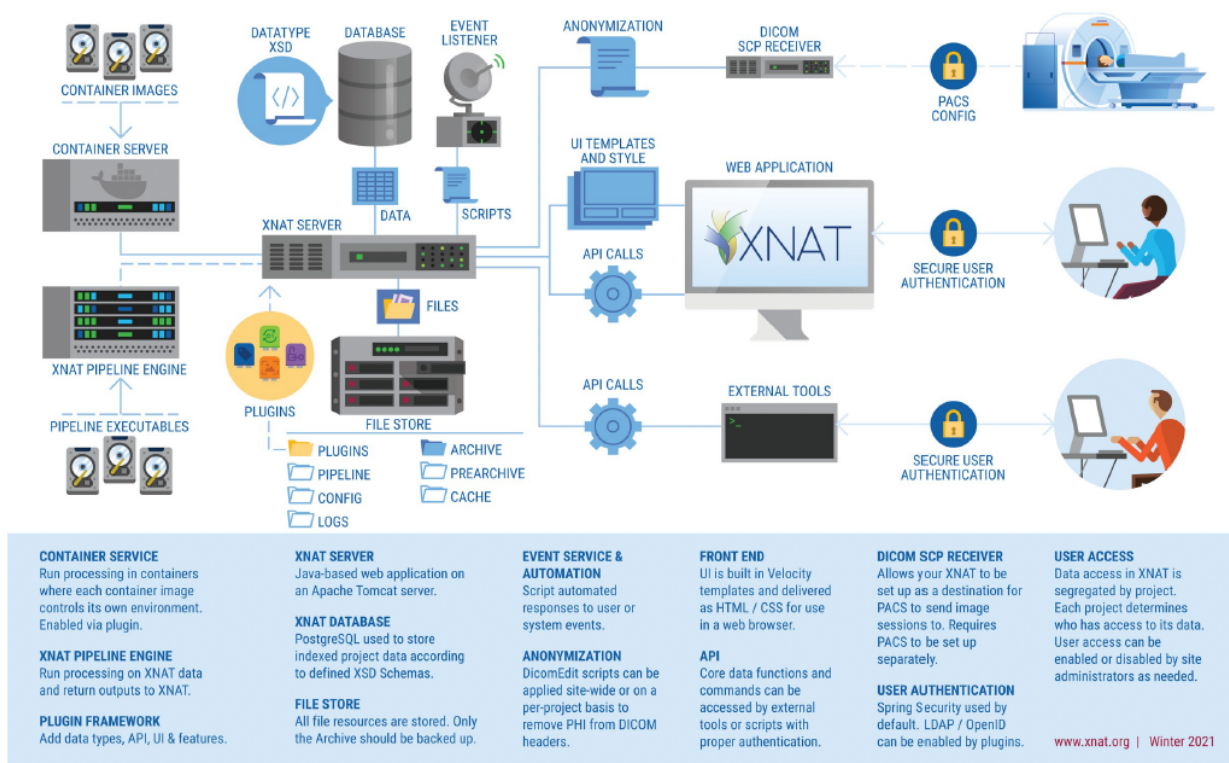 CONTAINER IMAGES
CONTAINER SERVER
XNAT PIPELINE ENGINE
PIPELINE EXECUTABLES
DATATYPE
XSD
</>
DATABASE
EVENT
LISTENER
DATA
SCRIPTS
XNAT SERVER
FILES
PLUGINS
FILE STORE
PLUGINS
PIPELINE
CONFIG
LOGS
ARCHIVE
PREARCHIVE
CACHE
ANONYMIZATION
DICOM
SCP RECEIVER
PACS
CONFIG
UI TEMPLATES
AND STYLE
WEB APPLICATION
XNAT
API CALLS
SECURE USER
AUTHENTICATION
API CALLS
EXTERNAL TOOLS
>_
SECURE USER
AUTHENTICATION
CONTAINER SERVICE
Run processing in containers
where each container image
controls its own environment.
Enabled via plugin.
XNAT PIPELINE ENGINE
Run processing on XNAT data
and return outputs to XNAT.
PLUGIN FRAMEWORK
Add data types, API, UI & features.
XNAT SERVER
Java-based web application on
an Apache Tomcat server.
XNAT DATABASE
PostgreSQL used to store
indexed project data according
to defined XSD Schemas.
FILE STORE
All file resources are stored. Only
the Archive should be backed up.
EVENT SERVICE &
AUTOMATION
Script automated
responses to user or
system events.
ANONYMIZATION
DicomEdit scripts can be
applied site-wide or on a
per-project basis to
remove PHI from DICOM
headers.
FRONT END
UI is built in Velocity
templates and delivered
as HTML / CSS for use
in a web browser.
API
Core data functions and
commands can be
accessed by external
tools or scripts with
proper authentication.
DICOM SCP RECEIVER
Allows your XNAT to be
set up as a destination for
PACS to send image
sessions to. Requires
PACS to be set up
separately.
USER AUTHENTICATION
Spring Security used by
default. LDAP / OpenID
can be enabled by plugins.
USER ACCESS
Data access in XNAT is
segregated by project.
Each project determines
who has access to its data.
User access can be
enabled or disabled by site
administrators as needed.
www.xnat.org | Winter 2021